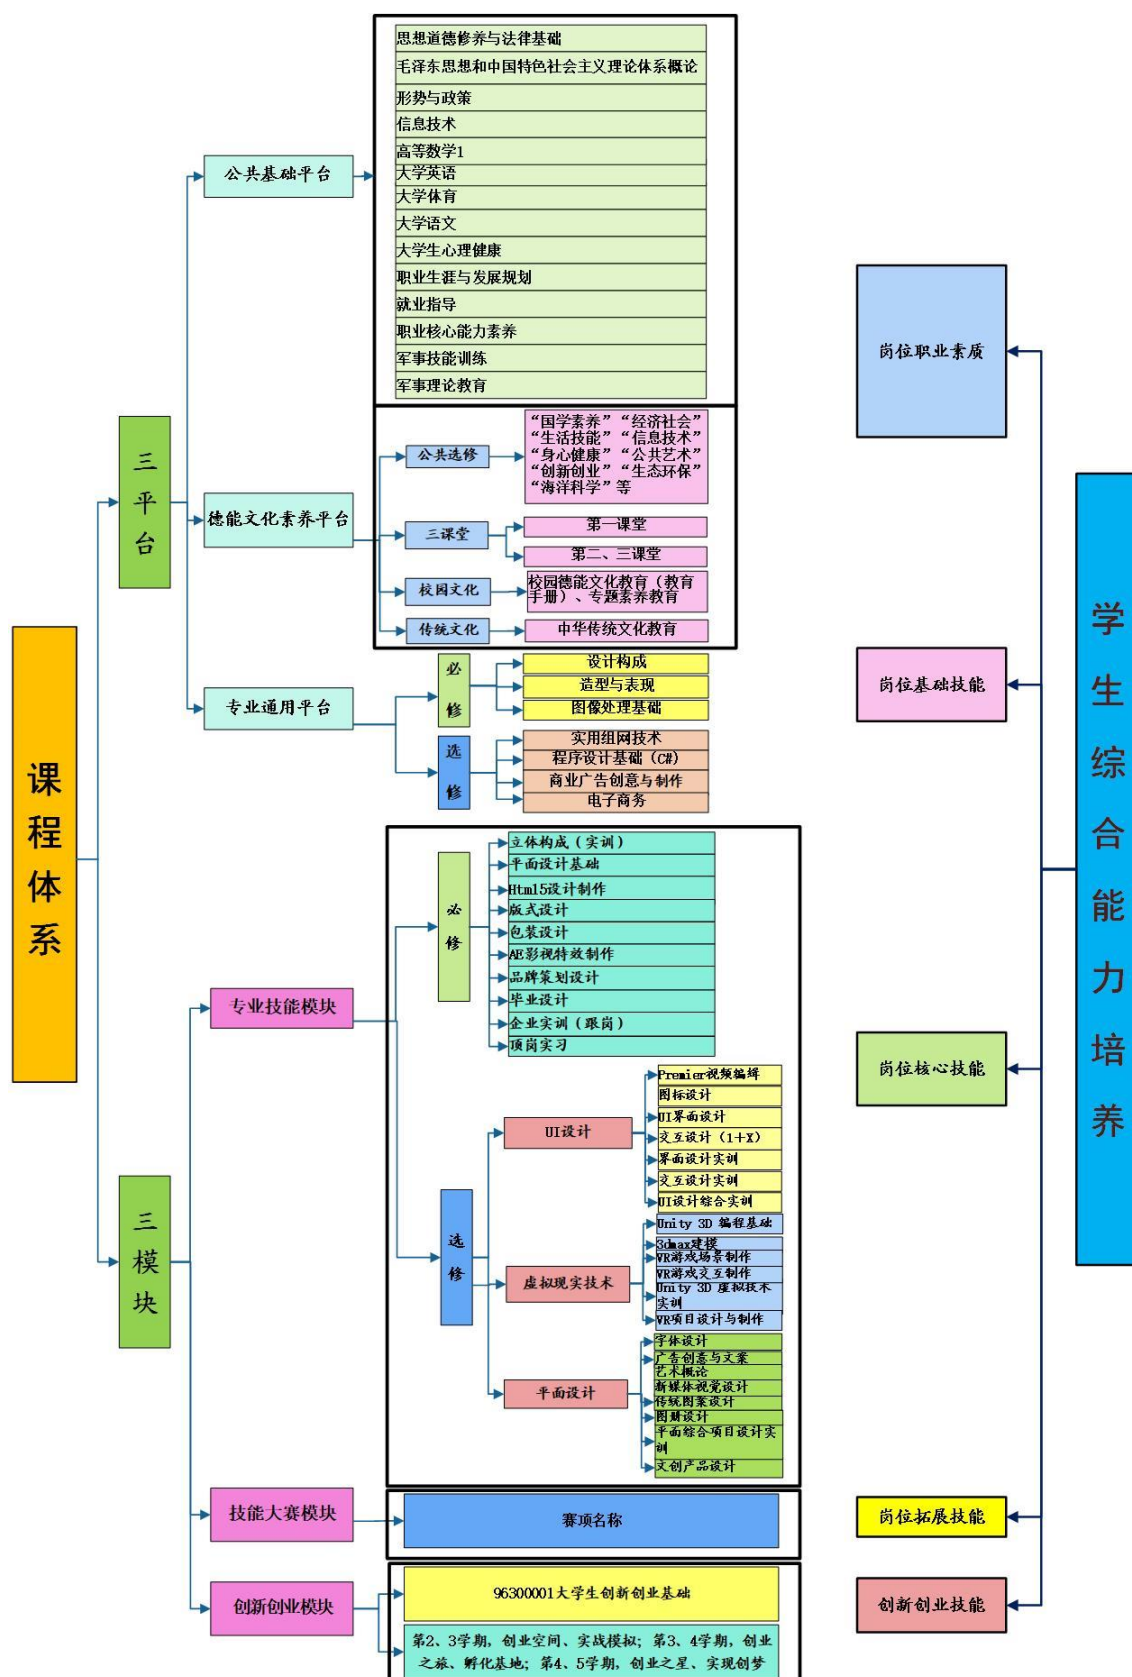 课程体系
三平台
公共基础平台
思想道德修养与法律基础
毛泽东思想和中国特色社会主义理论体系概论
形势与政策
信息技术
高等数学1
大学英语
大学体育
大学语文
大学生心理健康
职业生涯与发展规划
就业指导
职业核心能力素养
军事技能训练
军事理论教育
德能文化素养平台
公共选修
“国学素养”“经济社会”
“生活技能”“信息技术”
“身心健康”“公共艺术”
“创新创业”“生态环保”
“海洋科学”等
三课堂
第一课堂
第二、三课堂
校园文化
校园德能文化教育（教育
手册）、专题素养教育
传统文化
中华传统文化教育
专业通用平台
必修
设计构成
造型与表现
图像处理基础
选修
实用组网技术
程序设计基础（C#）
商业广告创意与制作
电子商务
三模块
专业技能模块
必修
立体构成（实训）
平面设计基础
Html5设计制作
版式设计
包装设计
AE影视特效制作
品牌策划设计
毕业设计
企业实训（跟岗）
顶岗实习
选修
UI设计
Premier视频编缉
图标设计
UI界面设计
交互设计（1+X）
界面设计实训
交互设计实训
UI设计综合实训
虚拟现实技术
Unity 3D 编程基础
3dmax建模
VR游戏场景制作
VR游戏交互制作
Unity 3D 虚拟技术
实训
VR项目设计与制作
平面设计
字体设计
广告创意与文案
艺术概论
新媒体视觉设计
传统图案设计
图册设计
平面综合项目设计实
训
文创产品设计
技能大赛模块
赛项名称
创新创业模块
96300001大学生创新创业基础
第2、3学期，创业空间、实战模拟；第3、4学期，创业
之旅、孵化基地；第4、5学期，创业之星、实现创梦
岗位职业素质
岗位基础技能
岗位核心技能
岗位拓展技能
创新创业技能
学生综合能力培养